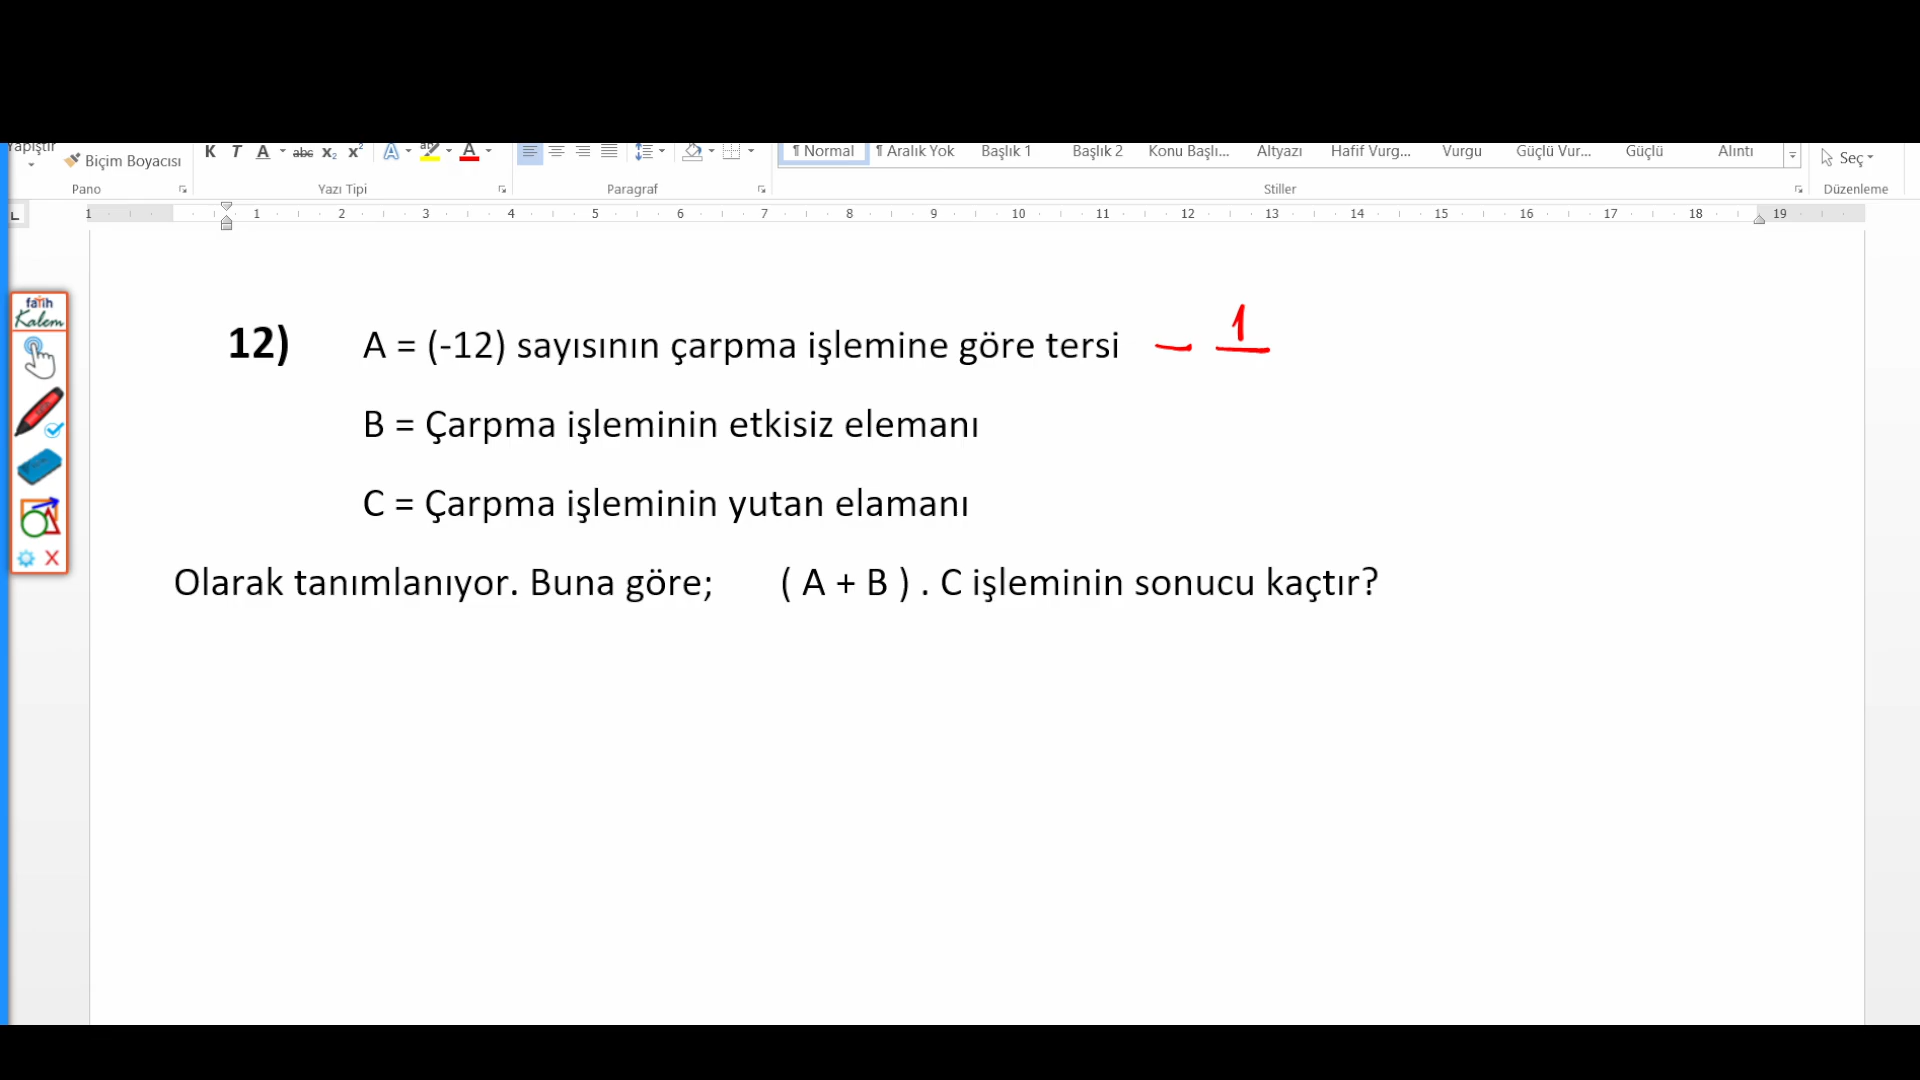 Yapıştır
Biçim Boyacısı
K T A abc x₂ x² A ab A
¶ Normal ¶ Aralık Yok Başlık 1 Başlık 2 Konu Başlı... Altyazı Hafif Vurg... Vurgu Güçlü Vur... Güçlü Alıntı
Seç
Pano Yazı Tipi Paragraf Stiller Düzenleme
L 1 1 2 3 4 5 6 7 8 9 10 11 12 13 14 15 16 17 18 19
fatih
Kalem
12) A = (-12) sayısının çarpma işlemine göre tersi - 1
B = Çarpma işleminin etkisiz elemanı
C = Çarpma işleminin yutan elamanı
Olarak tanımlanıyor. Buna göre; ( A + B ) . C işleminin sonucu kaçtır?